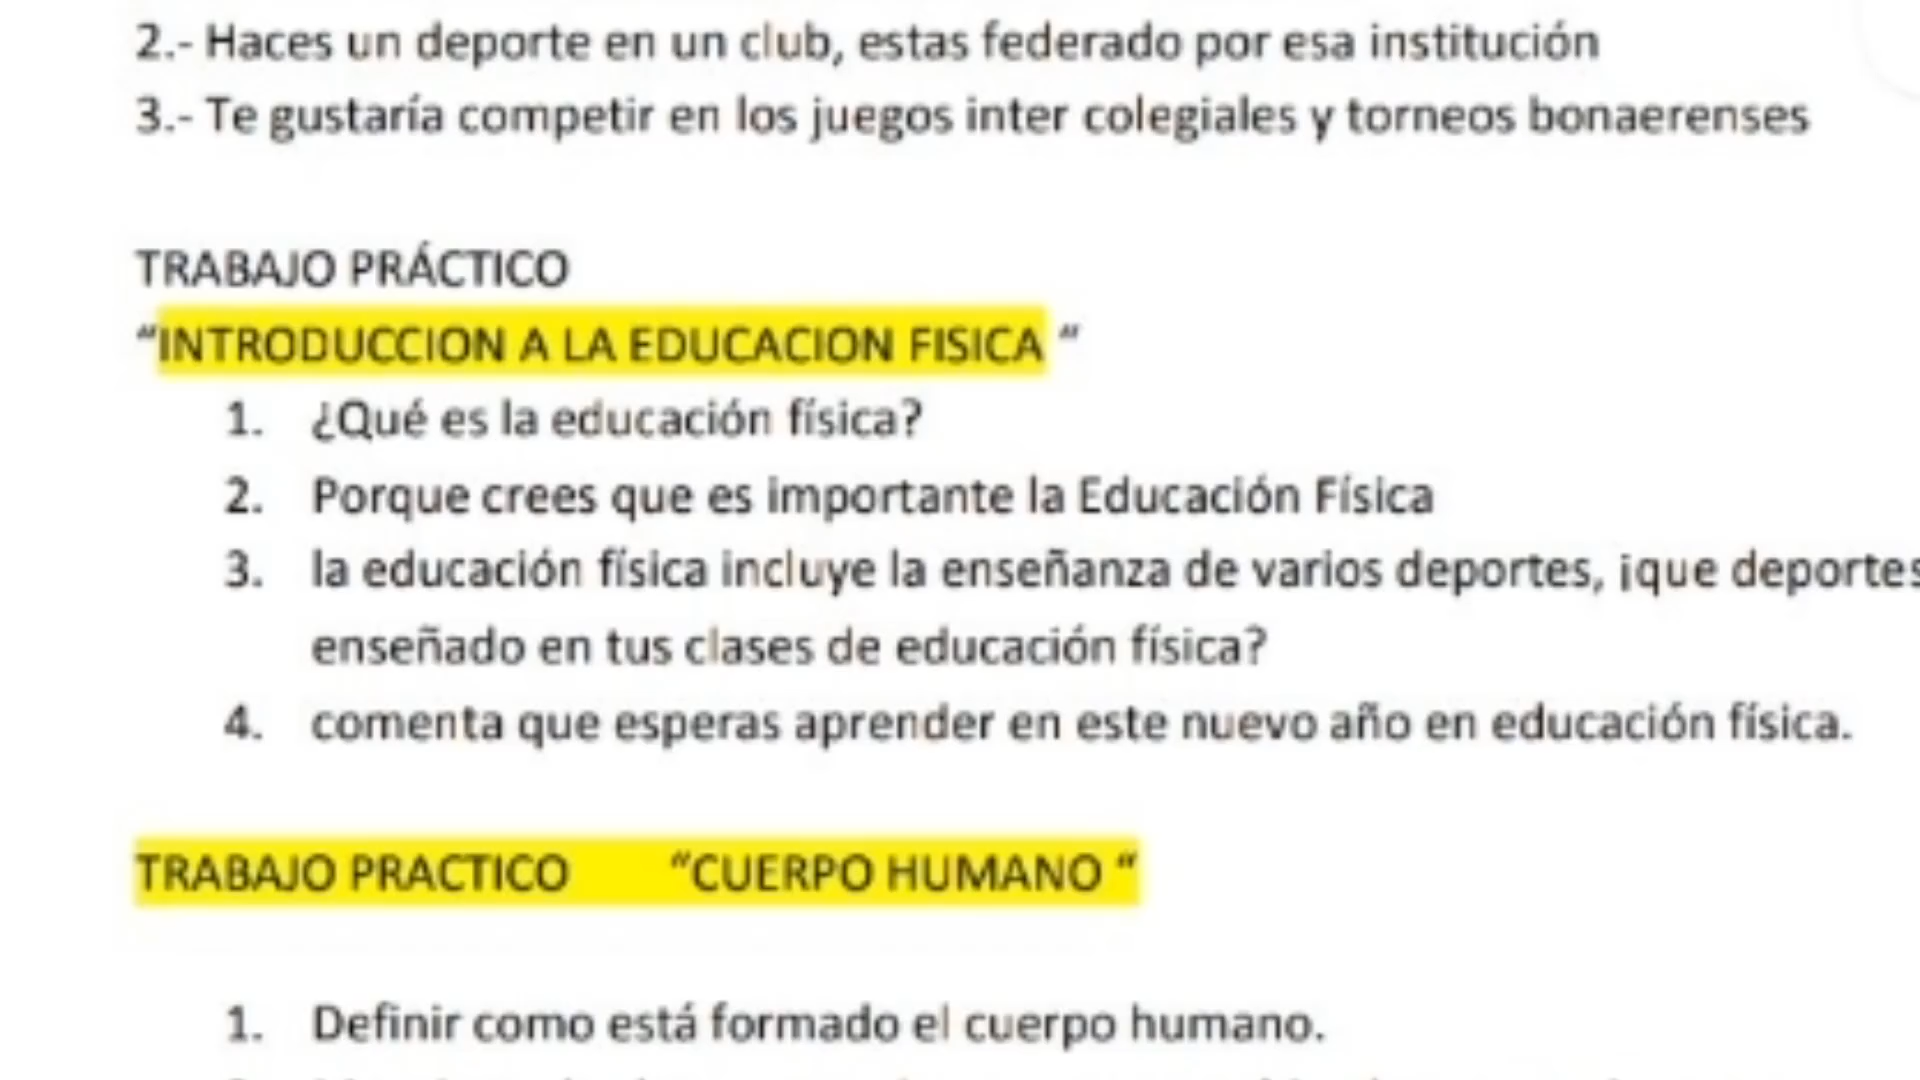 2.- Haces un deporte en un club, estas federado por esa institución
3.- Te gustaría competir en los juegos inter colegiales y torneos bonaerenses
TRABAJO PRÁCTICO
“INTRODUCCION A LA EDUCACION FISICA “
1. ¿Qué es la educación física?
2. Porque crees que es importante la Educación Física
3. la educación física incluye la enseñanza de varios deportes, ¡que deportes
enseñado en tus clases de educación física?
4. comenta que esperas aprender en este nuevo año en educación física.
TRABAJO PRACTICO “CUERPO HUMANO “
1. Definir como está formado el cuerpo humano.